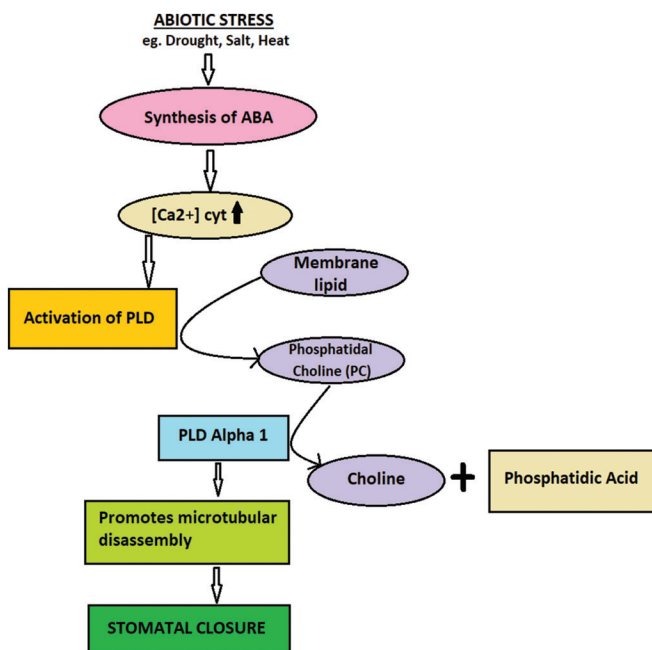 ABIOTIC STRESS
eg. Drought, Salt, Heat
Synthesis of ABA
[Ca2+] cyt
Membrane
lipid
Activation of PLD
Phosphatidal
Choline (PC)
PLD Alpha 1
Choline
+
Phosphatidic Acid
Promotes microtubular
disassembly
STOMATAL CLOSURE